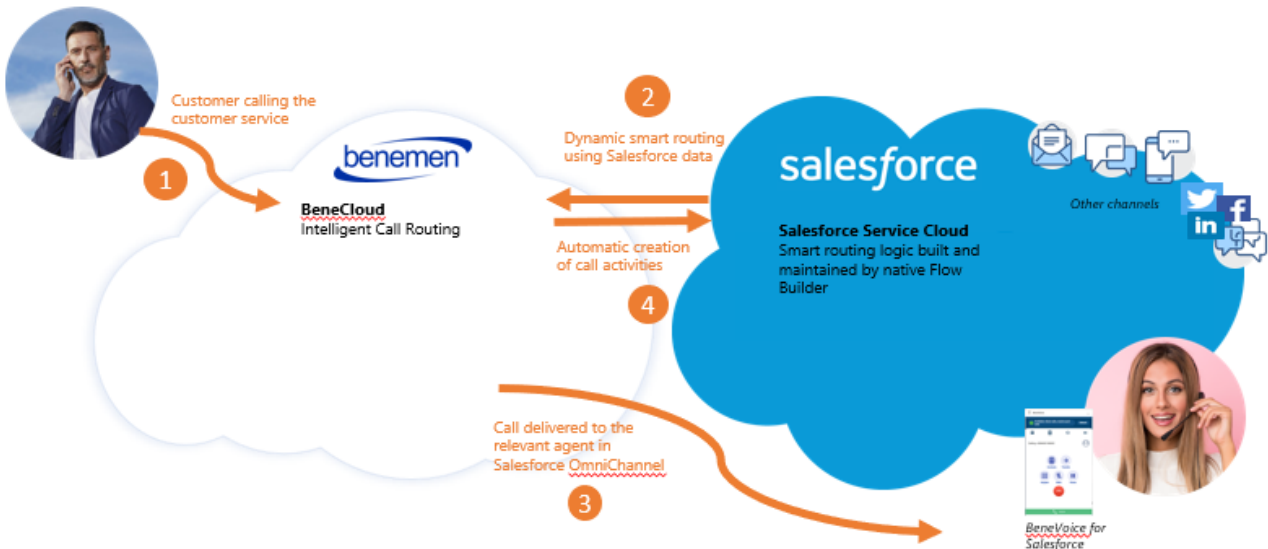 Customer calling the
customer service
1
benemen
BeneCloud
Intelligent Call Routing
2
Dynamic smart routing
using Salesforce data
Automatic creation
of call activities
4
salesforce
Salesforce Service Cloud
Smart routing logic built and
maintained by native Flow
Builder
Other channels
in
f
Call delivered to the
relevant agent in
Salesforce OmniChannel
3
BeneVoice for
Salesforce